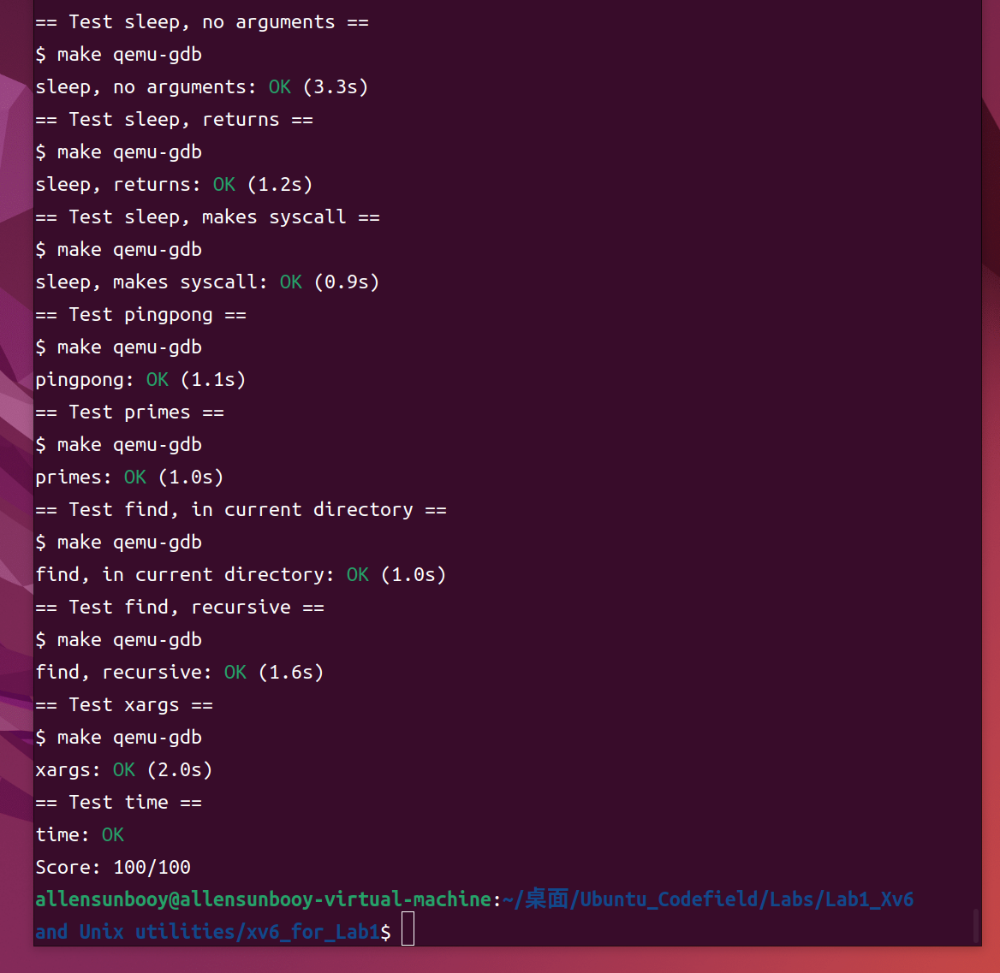 == Test sleep, no arguments ==
$ make qemu-gdb
sleep, no arguments: OK (3.3s)
== Test sleep, returns ==
$ make qemu-gdb
sleep, returns: OK (1.2s)
== Test sleep, makes syscall ==
$ make qemu-gdb
sleep, makes syscall: OK (0.9s)
== Test pingpong ==
$ make qemu-gdb
pingpong: OK (1.1s)
== Test primes ==
$ make qemu-gdb
primes: OK (1.0s)
== Test find, in current directory ==
$ make qemu-gdb
find, in current directory: OK (1.0s)
== Test find, recursive ==
$ make qemu-gdb
find, recursive: OK (1.6s)
== Test xargs ==
$ make qemu-gdb
xargs: OK (2.0s)
== Test time ==
time: OK
Score: 100/100
allensunbooy@allensunbooy-virtual-machine:~/桌面/Ubuntu_Codefield/Labs/Lab1_Xv6
and Unix utilities/xv6_for_Lab1$